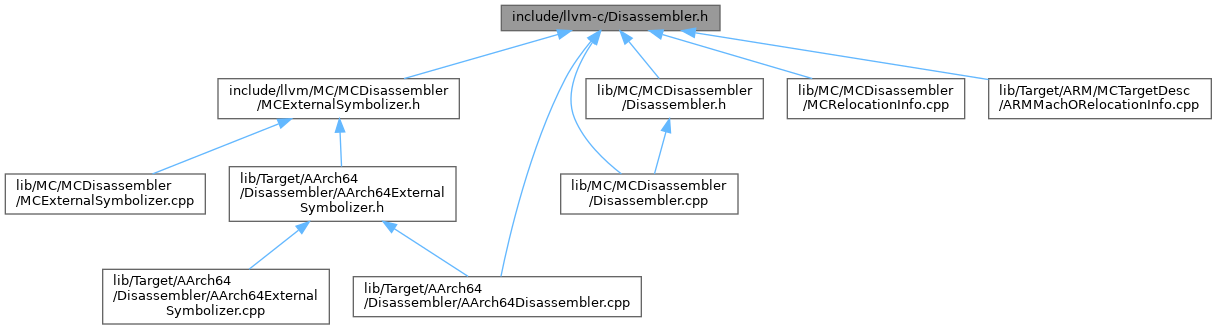 include/llvm-c/Disassembler.h
include/llvm/MC/MCDisassembler
/MCExternalSymbolizer.h
lib/MC/MCDisassembler
/Disassembler.h
lib/MC/MCDisassembler
/MCRelocationInfo.cpp
lib/Target/ARM/MCTargetDesc
/ARMMachORelocationInfo.cpp
lib/MC/MCDisassembler
/MCExternalSymbolizer.cpp
lib/Target/AArch64
/Disassembler/AArch64External
Symbolizer.h
lib/MC/MCDisassembler
/Disassembler.cpp
lib/Target/AArch64
/Disassembler/AArch64External
Symbolizer.cpp
lib/Target/AArch64
/Disassembler/AArch64Disassembler.cpp